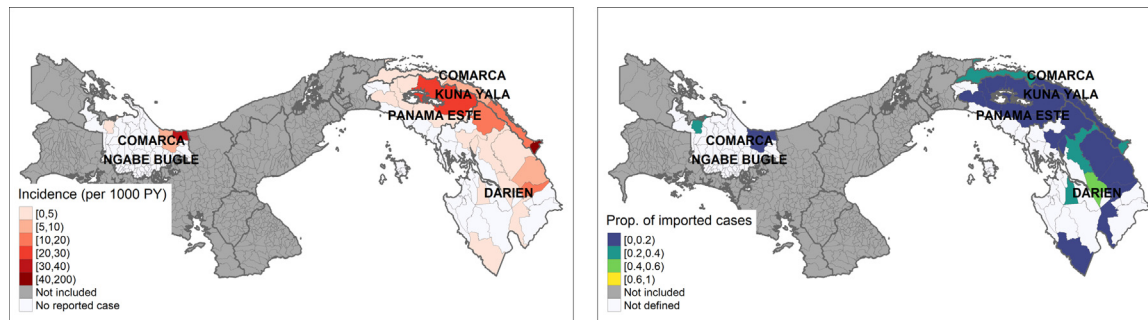 COMARCA
KUNA YALA
PANAMA ESTE
COMARCA
NGABE BUGLE
DARIEN
Incidence (per 1000 PY)
[0,5)
[5,10)
[10,20)
[20,30)
[30,40)
[40,200)
Not included
No reported case
COMARCA
KUNA YALA
PANAMA ESTE
COMARCA
NGABE BUGLE
DARIEN
Prop. of imported cases
[0,0.2)
[0.2,0.4)
[0.4,0.6)
[0.6,1)
Not included
Not defined